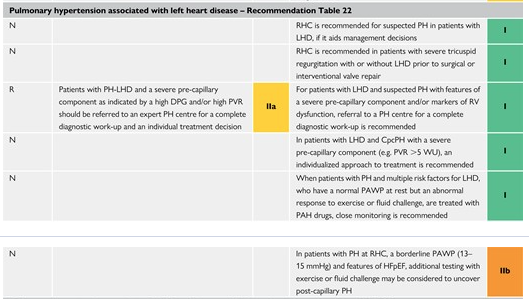 Pulmonary hypertension associated with left heart disease – Recommendation Table 22
N
RHC is recommended for suspected PH in patients with
LHD, if it aids management decisions
I
N
RHC is recommended in patients with severe tricuspid
regurgitation with or without LHD prior to surgical or
interventional valve repair
I
R
Patients with PH-LHD and a severe pre-capillary
component as indicated by a high DPG and/or high PVR
should be referred to an expert PH centre for a complete
diagnostic work-up and an individual treatment decision
IIa
For patients with LHD and suspected PH with features of
a severe pre-capillary component and/or markers of RV
dysfunction, referral to a PH centre for a complete
diagnostic work-up is recommended
I
N
In patients with LHD and CpcPH with a severe
pre-capillary component (e.g. PVR >5 WU), an
individualized approach to treatment is recommended
I
N
When patients with PH and multiple risk factors for LHD,
who have a normal PAWP at rest but an abnormal
response to exercise or fluid challenge, are treated with
PAH drugs, close monitoring is recommended
I
N
In patients with PH at RHC, a borderline PAWP (13–
15 mmHg) and features of HFpEF, additional testing with
exercise or fluid challenge may be considered to uncover
post-capillary PH
IIb